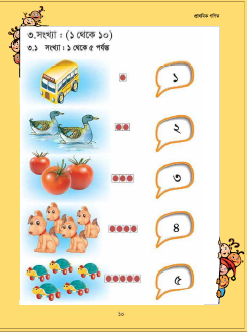 প্রাথমিক গণিত
৩.সংখ্যা : (১ থেকে ১০)
৩.১ সংখ্যা : ১ থেকে ৫ পর্যন্ত
১
২
৩
৪
৫
১০